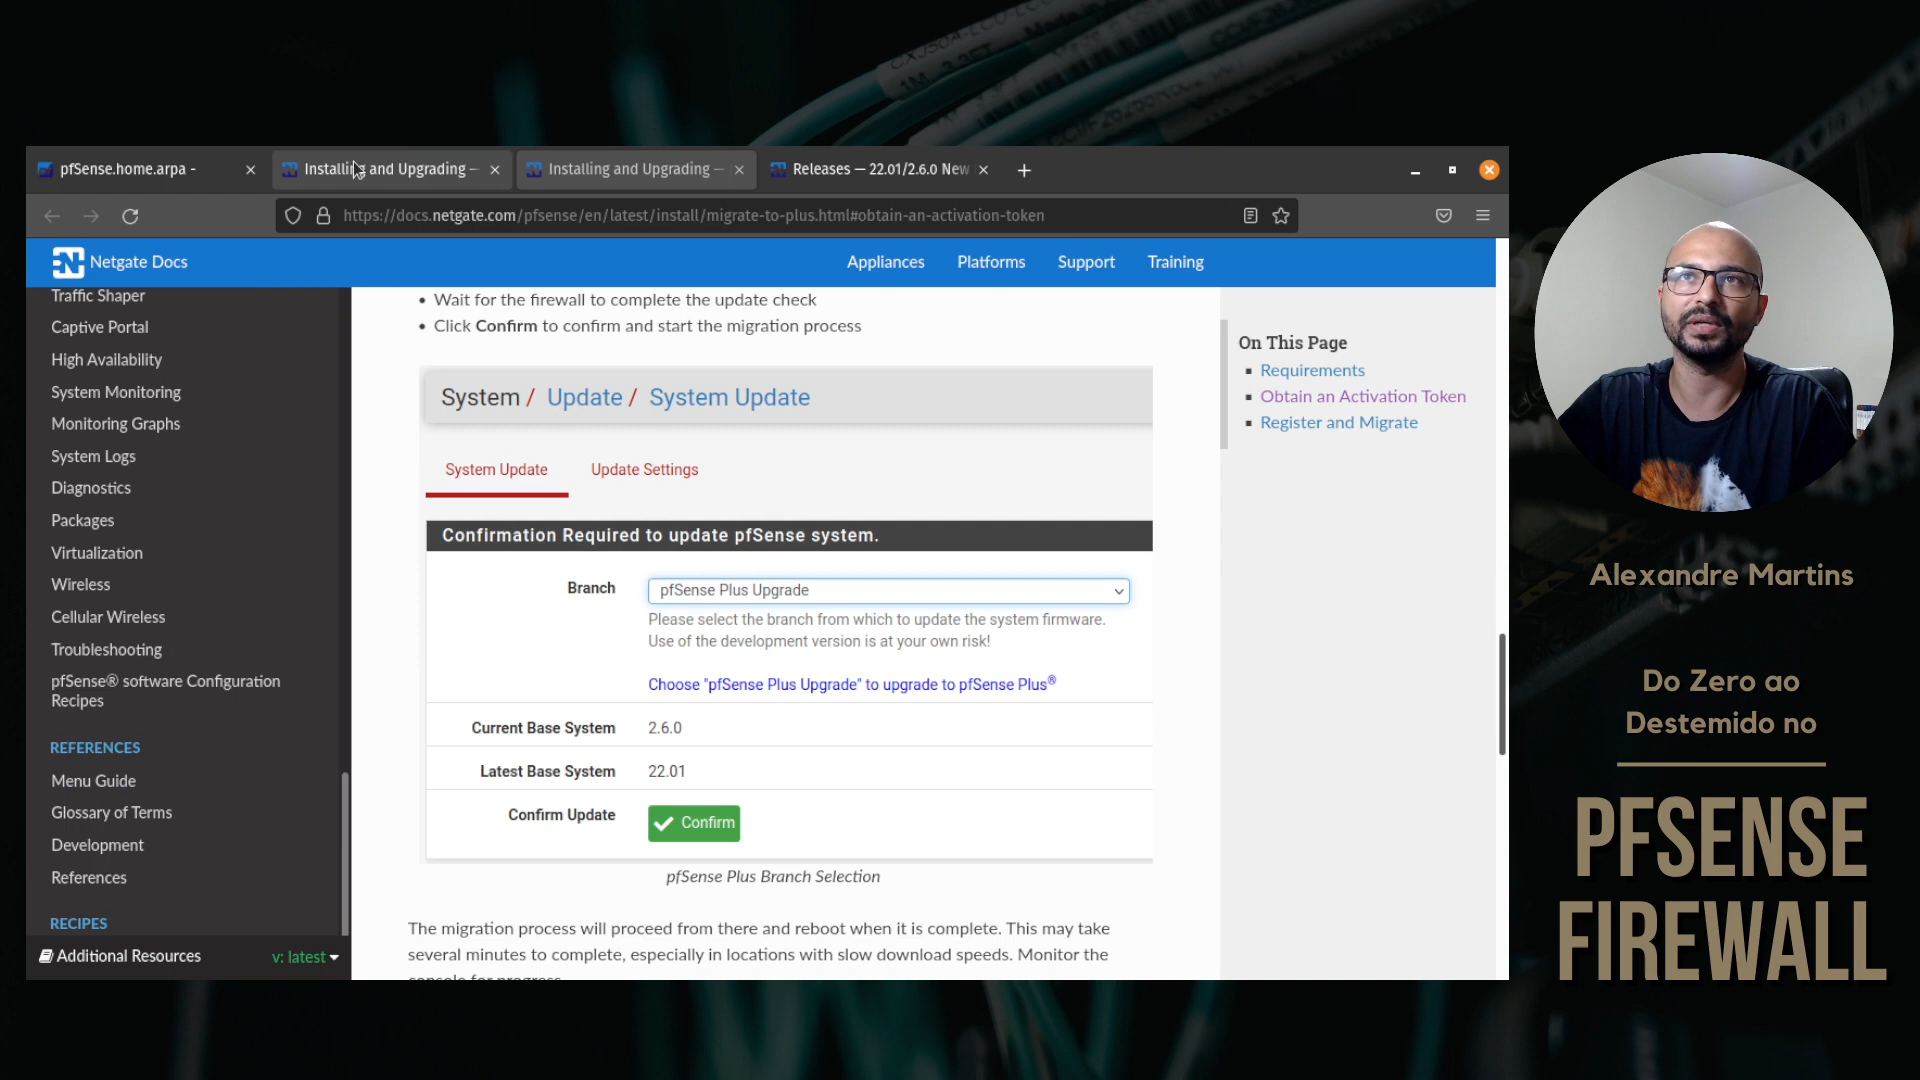 pfSense.home.arpa -
Installing and Upgrading —
Installing and Upgrading —
Releases — 22.01/2.6.0 New
https://docs.netgate.com/pfsense/en/latest/install/migrate-to-plus.html#obtain-an-activation-token
Netgate Docs
Appliances
Platforms
Support
Training
Traffic Shaper
Captive Portal
High Availability
System Monitoring
Monitoring Graphs
System Logs
Diagnostics
Packages
Virtualization
Wireless
Cellular Wireless
Troubleshooting
pfSense® software Configuration
Recipes
REFERENCES
Menu Guide
Glossary of Terms
Development
References
RECIPES
Additional Resources
v: latest
• Wait for the firewall to complete the update check
• Click Confirm to confirm and start the migration process
System / Update / System Update
System Update
Update Settings
Confirmation Required to update pfSense system.
Branch
pfSense Plus Upgrade
Please select the branch from which to update the system firmware.
Use of the development version is at your own risk!
Choose "pfSense Plus Upgrade" to upgrade to pfSense Plus®
Current Base System 2.6.0
Latest Base System 22.01
Confirm Update
Confirm
pfSense Plus Branch Selection
The migration process will proceed from there and reboot when it is complete. This may take
several minutes to complete, especially in locations with slow download speeds. Monitor the
console for progress.
On This Page
Requirements
Obtain an Activation Token
Register and Migrate
Alexandre Martins
Do Zero ao
Destemido no
PFSENSE
FIREWALL